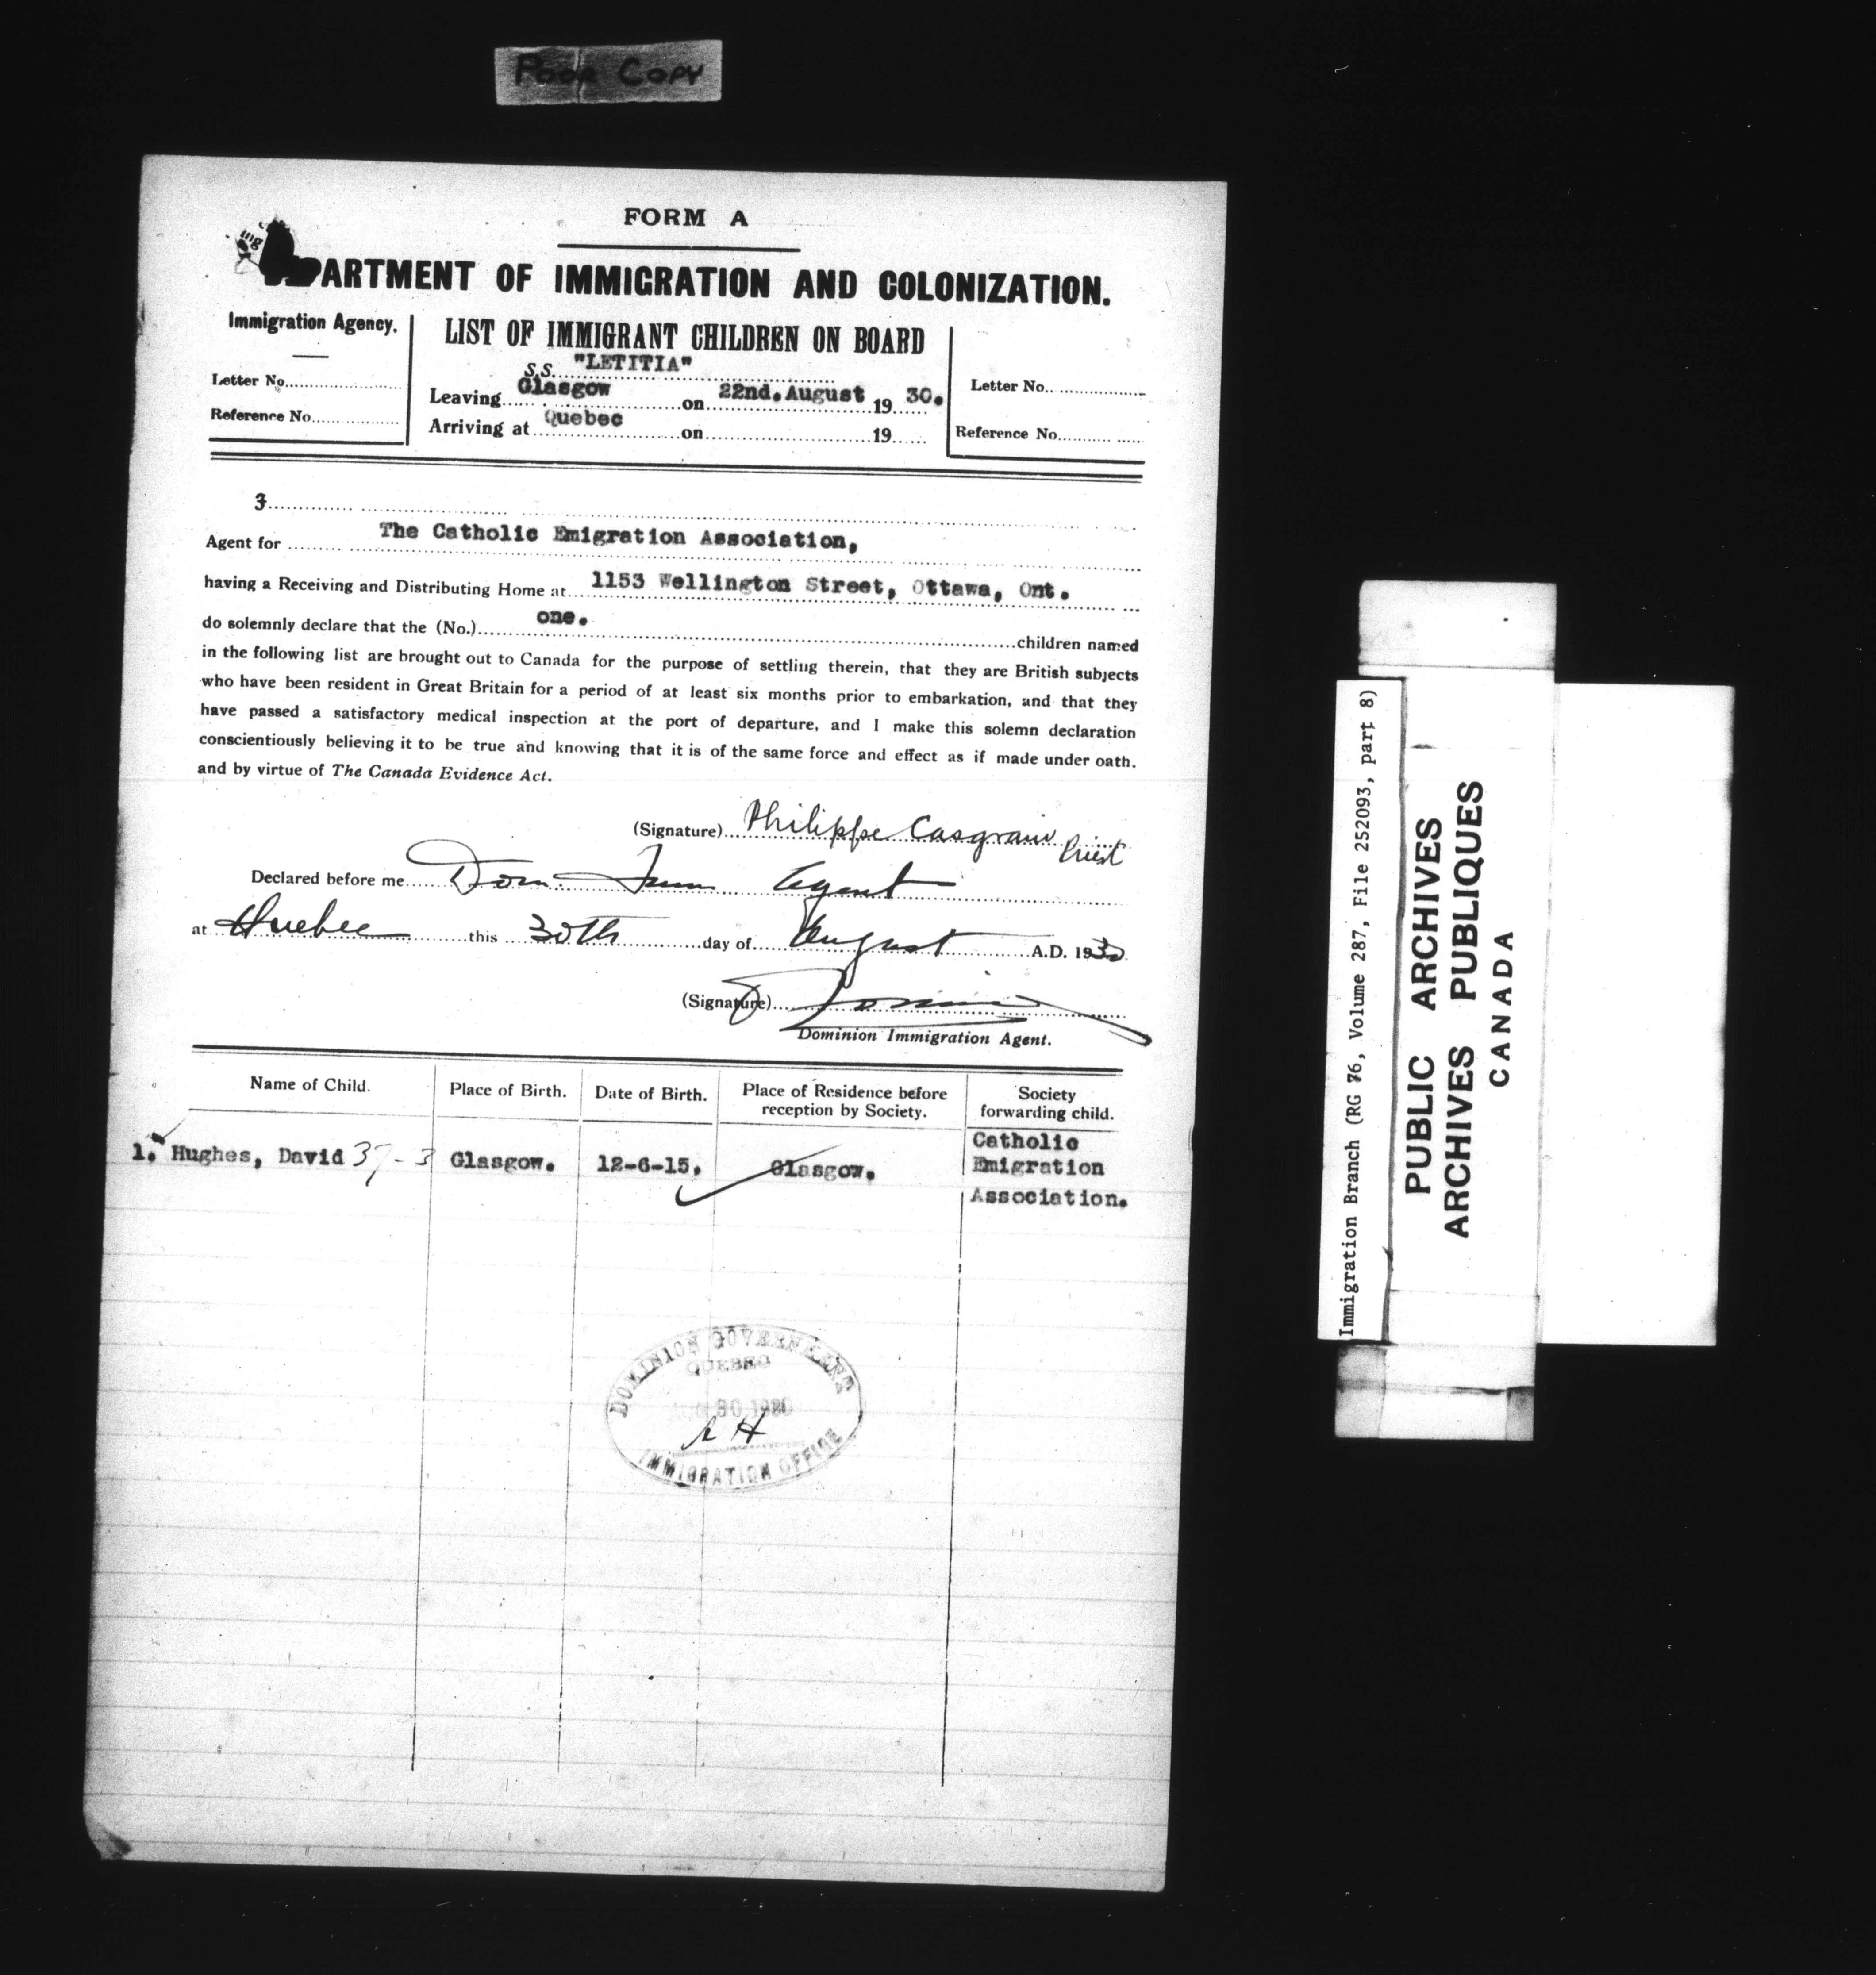 POOR COPY
FORM A
ARTMENT OF IMMIGRATION AND COLONIZATION.
Immigration Agency.
Letter No.
Reference No.
LIST OF IMMIGRANT CHILDREN ON BOARD
S.S. "LETITIA"
Leaving Glasgow on 22nd. August 19 30.
Arriving at Quebec on 19
Letter No.
Reference No.
3
Agent for The Catholic Emigration Association,
having a Receiving and Distributing Home at 1153 Wellington Street, Ottawa, Ont.
do solemnly declare that the (No.) one. children named
in the following list are brought out to Canada for the purpose of settling therein, that they are British subjects
who have been resident in Great Britain for a period of at least six months prior to embarkation, and that they
have passed a satisfactory medical inspection at the port of departure, and I make this solemn declaration
conscientiously believing it to be true and knowing that it is of the same force and effect as if made under oath.
and by virtue of The Canada Evidence Act.
(Signature) Philippe Casgrain Priest
Declared before me Dom. Imm Agent
at Quebec this 30th day of August A.D. 1930
(Signature)
Dominion Immigration Agent.
Name of Child. Place of Birth. Date of Birth. Place of Residence before reception by Society. Society forwarding child.
1. Hughes, David 37-3 Glasgow. 12-6-15. Glasgow. Catholic
Emigration
Association.
DOMINION GOVERNMENT
QUEBEC
AUG 30 1930
IMMIGRATION OFFICE
Immigration Branch (RG 76, Volume 287, File 252093, part 8)
PUBLIC ARCHIVES
ARCHIVES PUBLIQUES
CANADA